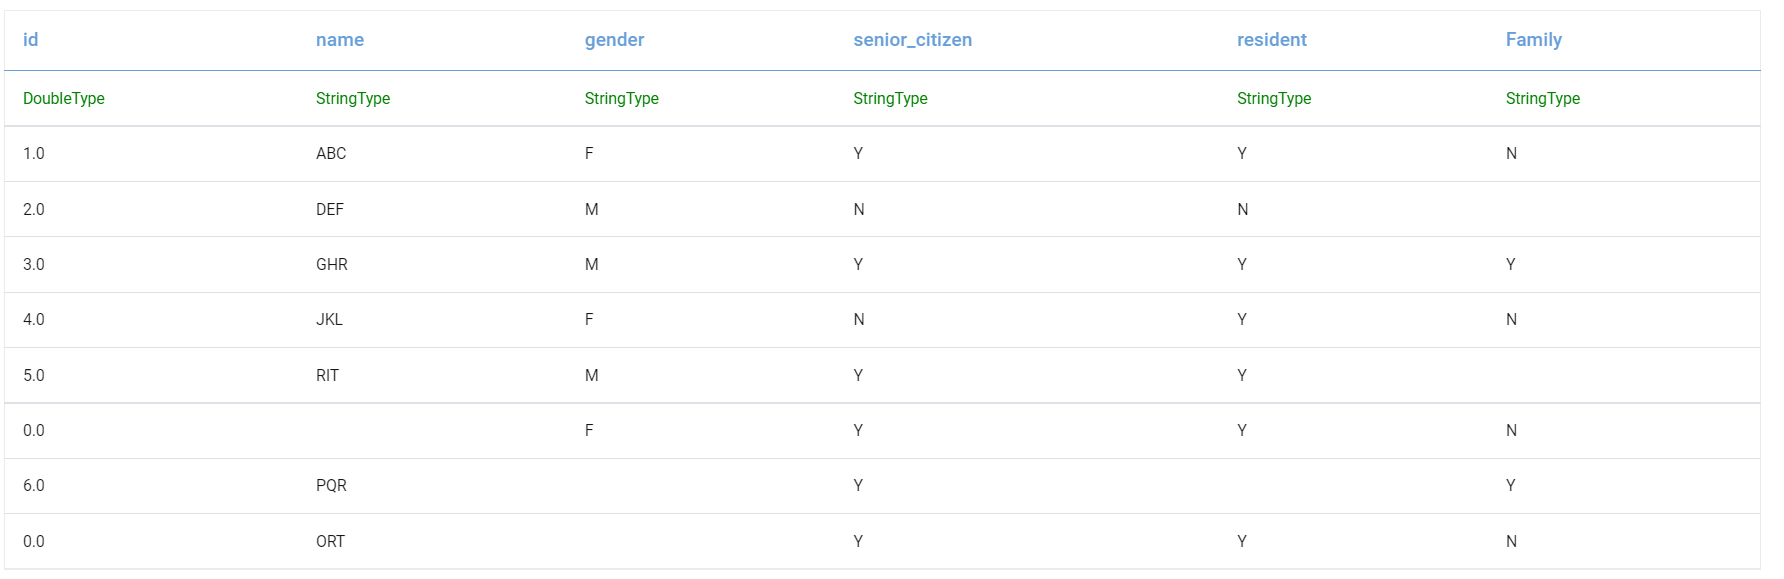 id name gender senior_citizen resident Family
DoubleType StringType StringType StringType StringType StringType
1.0 ABC F Y Y N
2.0 DEF M N N
3.0 GHR M Y Y Y
4.0 JKL F N Y N
5.0 RIT M Y Y
0.0 F Y Y N
6.0 PQR Y Y
0.0 ORT Y Y N